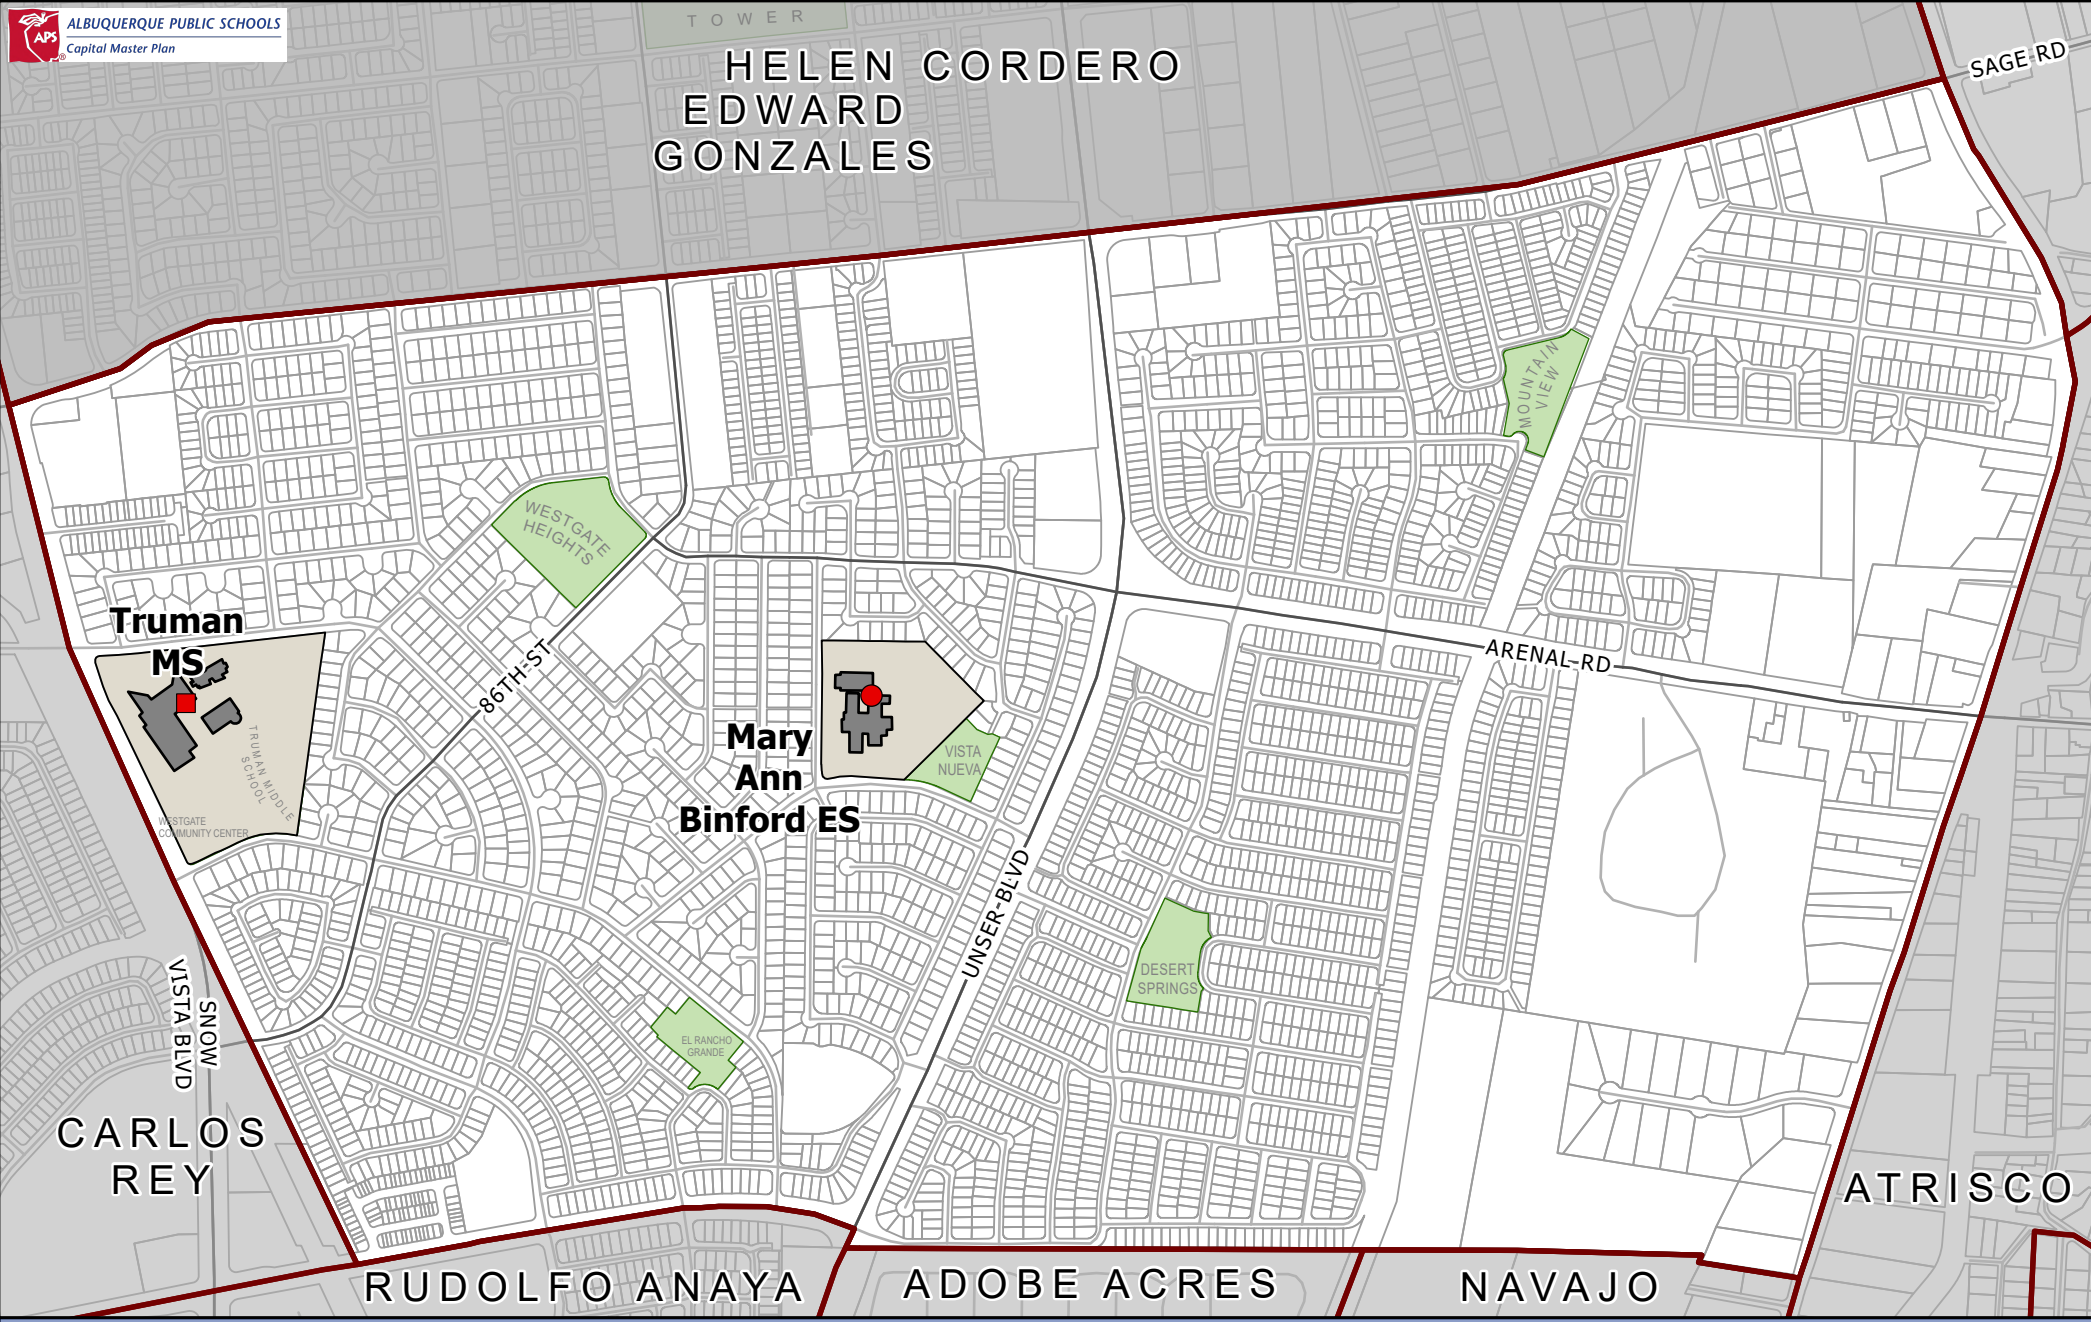 ALBUQUERQUE PUBLIC SCHOOLS
Capital Master Plan
APS
®
TOWER
HELEN CORDERO
EDWARD
GONZALES
SAGE RD
MOUNTAIN
VIEW
WESTGATE
HEIGHTS
Truman
MS
86TH ST
ARENAL RD
TRUMAN MIDDLE
SCHOOL
WESTGATE
COMMUNITY CENTER
Mary
Ann
Binford ES
VISTA
NUEVA
UNSER BLVD
DESERT
SPRINGS
SNOW
VISTA BLVD
EL RANCHO
GRANDE
CARLOS
REY
ATRISCO
RUDOLFO ANAYA
ADOBE ACRES
NAVAJO